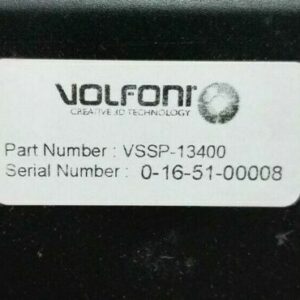 VOLFONI
CREATIVE 3D TECHNOLOGY
Part Number : VSSP-13400
Serial Number : 0-16-51-00008